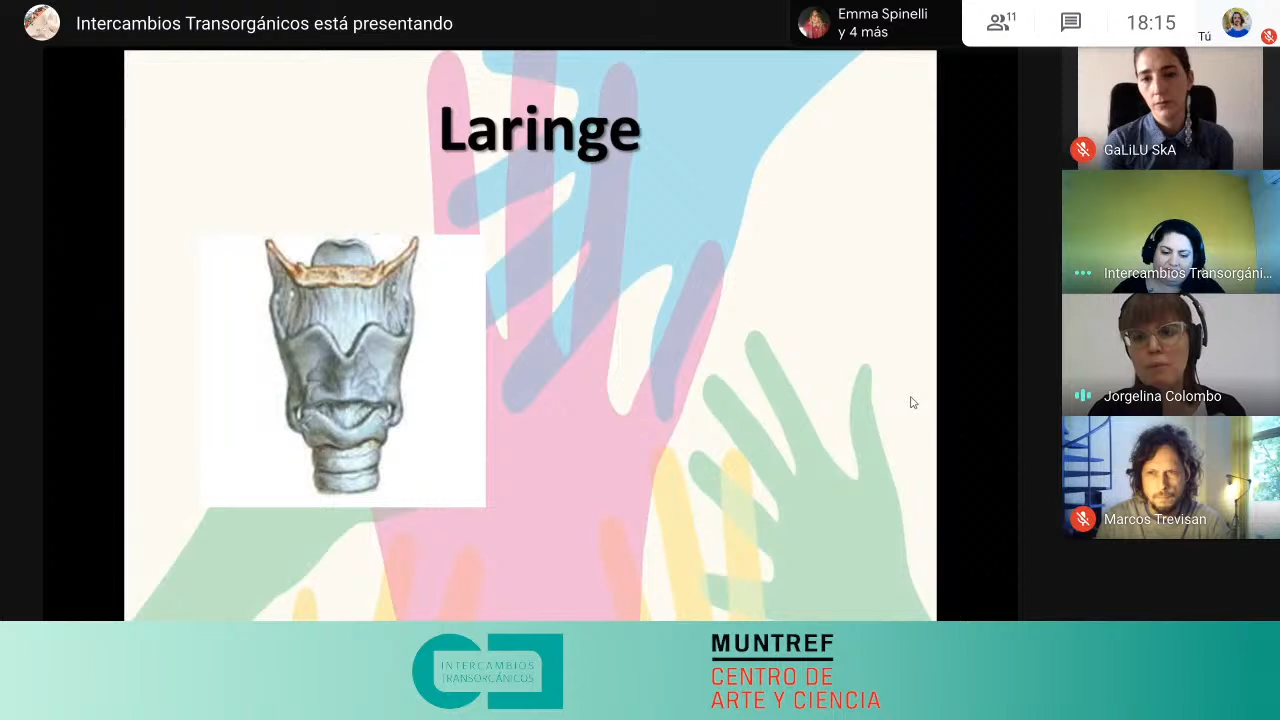 Intercambios Transorgánicos está presentando
Emma Spinelli
y 4 más
11
18:15
Tú
Laringe
GaLiLU SkA
Intercambios Transorgáni...
Jorgelina Colombo
Marcos Trevisan
INTERCAMBIOS
TRANSORGÁNICOS
MUNTREF
CENTRO DE
ARTE Y CIENCIA